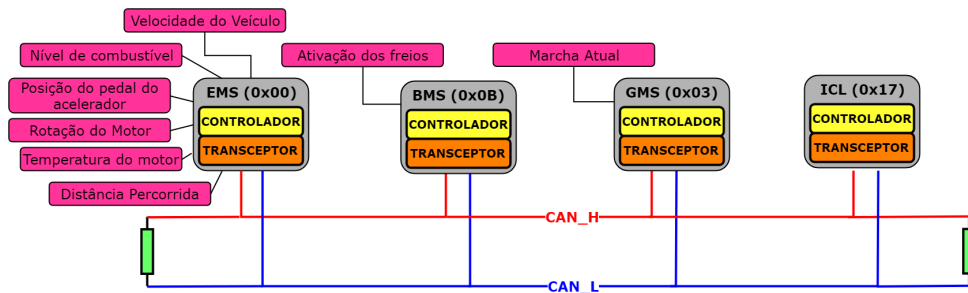 Velocidade do Veículo
Nível de combustível
Ativação dos freios
Marcha Atual
Posição do pedal do
acelerador
Rotação do Motor
Temperatura do motor
Distância Percorrida
EMS (0x00)
CONTROLADOR
TRANSCEPTOR
BMS (0x0B)
CONTROLADOR
TRANSCEPTOR
GMS (0x03)
CONTROLADOR
TRANSCEPTOR
ICL (0x17)
CONTROLADOR
TRANSCEPTOR
CAN_H
CAN_L